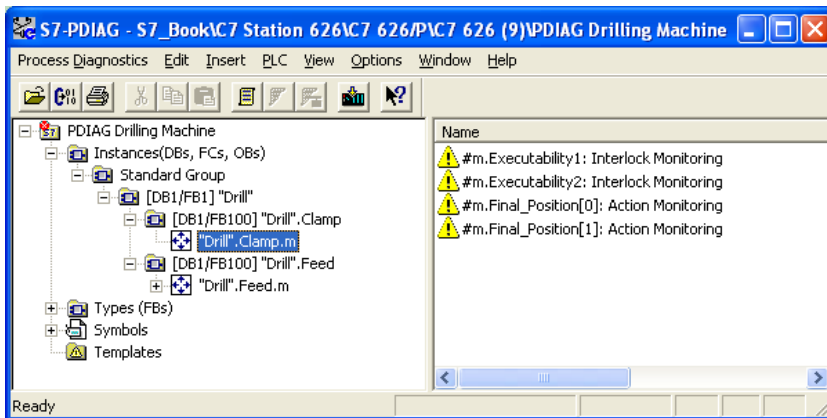 S7-PDIAG - S7_Book\C7 Station 626\C7 626/P\C7 626 (9)\PDIAG Drilling Machine
Process Diagnostics Edit Insert PLC View Options Window Help
PDIAG Drilling Machine
Instances(DBs, FCs, OBs)
Standard Group
[DB1/FB1] "Drill"
[DB1/FB100] "Drill".Clamp
"Drill".Clamp.m
[DB1/FB100] "Drill".Feed
"Drill".Feed.m
Types (FBs)
Symbols
Templates
Name
#m.Executability1: Interlock Monitoring
#m.Executability2: Interlock Monitoring
#m.Final_Position[0]: Action Monitoring
#m.Final_Position[1]: Action Monitoring
Ready